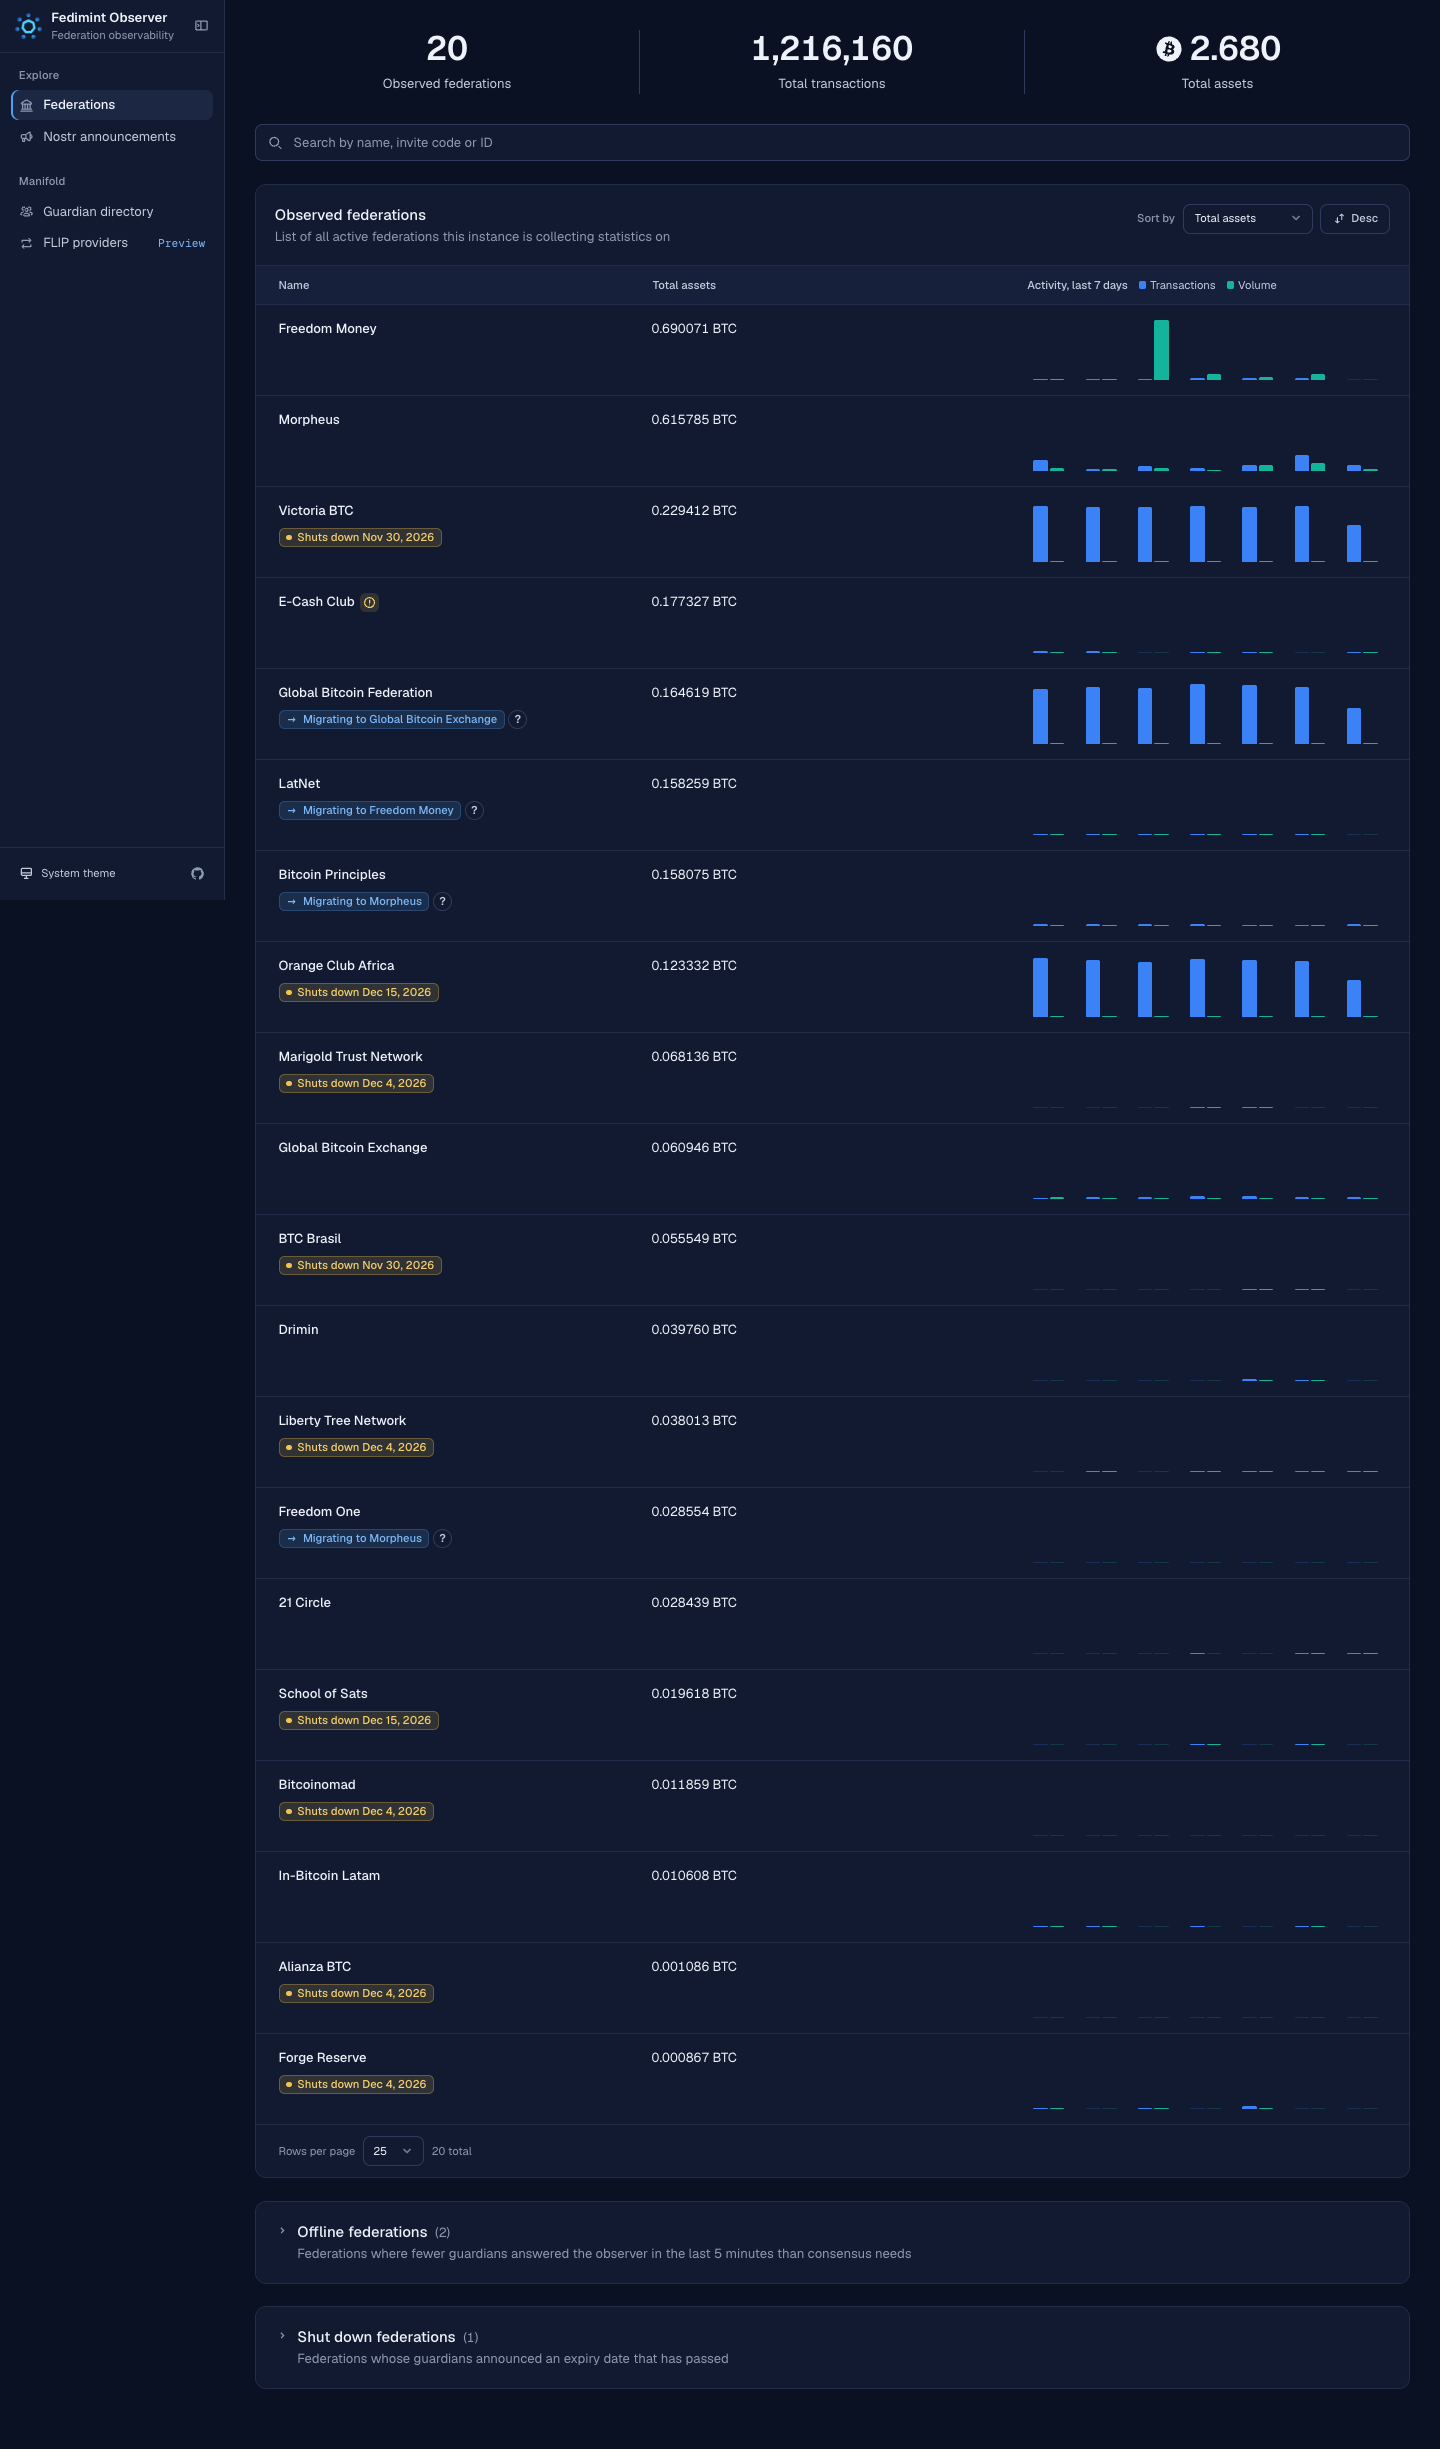 Fedimint Observer
Federation observability
Explore
Federations
Nostr announcements
Manifold
Guardian directory
FLIP providers Preview
System theme
20
Observed federations
1,216,160
Total transactions
2.680
Total assets
Search by name, invite code or ID
Observed federations
List of all active federations this instance is collecting statistics on
Sort by Total assets Desc
Name Total assets Activity, last 7 days Transactions Volume
Freedom Money 0.690071 BTC
Morpheus 0.615785 BTC
Victoria BTC 0.229412 BTC
Shuts down Nov 30, 2026
E-Cash Club 0.177327 BTC
Global Bitcoin Federation 0.164619 BTC
→ Migrating to Global Bitcoin Exchange ?
LatNet 0.158259 BTC
→ Migrating to Freedom Money ?
Bitcoin Principles 0.158075 BTC
→ Migrating to Morpheus ?
Orange Club Africa 0.123332 BTC
Shuts down Dec 15, 2026
Marigold Trust Network 0.068136 BTC
Shuts down Dec 4, 2026
Global Bitcoin Exchange 0.060946 BTC
BTC Brasil 0.055549 BTC
Shuts down Nov 30, 2026
Drimin 0.039760 BTC
Liberty Tree Network 0.038013 BTC
Shuts down Dec 4, 2026
Freedom One 0.028554 BTC
→ Migrating to Morpheus ?
21 Circle 0.028439 BTC
School of Sats 0.019618 BTC
Shuts down Dec 15, 2026
Bitcoinomad 0.011859 BTC
Shuts down Dec 4, 2026
In-Bitcoin Latam 0.010608 BTC
Alianza BTC 0.001086 BTC
Shuts down Dec 4, 2026
Forge Reserve 0.000867 BTC
Shuts down Dec 4, 2026
Rows per page 25 20 total
Offline federations (2)
Federations where fewer guardians answered the observer in the last 5 minutes than consensus needs
Shut down federations (1)
Federations whose guardians announced an expiry date that has passed